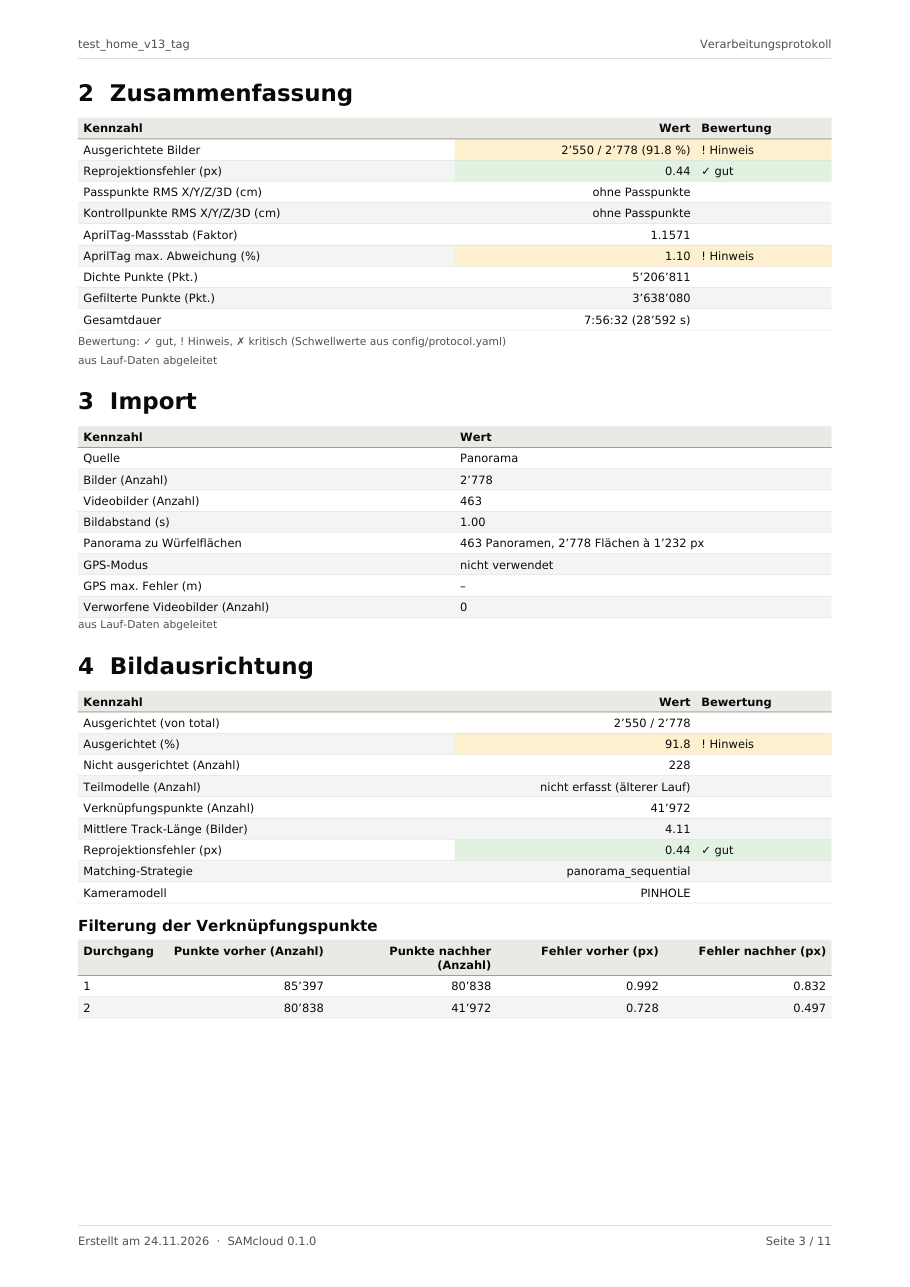 test_home_v13_tag Verarbeitungsprotokoll
2 Zusammenfassung
Kennzahl Wert Bewertung
Ausgerichtete Bilder 2’550 / 2’778 (91.8 %) ! Hinweis
Reprojektionsfehler (px) 0.44 ✓ gut
Passpunkte RMS X/Y/Z/3D (cm) ohne Passpunkte
Kontrollpunkte RMS X/Y/Z/3D (cm) ohne Passpunkte
AprilTag-Massstab (Faktor) 1.1571
AprilTag max. Abweichung (%) 1.10 ! Hinweis
Dichte Punkte (Pkt.) 5’206’811
Gefilterte Punkte (Pkt.) 3’638’080
Gesamtdauer 7:56:32 (28’592 s)
Bewertung: ✓ gut, ! Hinweis, ✗ kritisch (Schwellwerte aus config/protocol.yaml)
aus Lauf-Daten abgeleitet
3 Import
Kennzahl Wert
Quelle Panorama
Bilder (Anzahl) 2’778
Videobilder (Anzahl) 463
Bildabstand (s) 1.00
Panorama zu Würfelflächen 463 Panoramen, 2’778 Flächen à 1’232 px
GPS-Modus nicht verwendet
GPS max. Fehler (m) –
Verworfene Videobilder (Anzahl) 0
aus Lauf-Daten abgeleitet
4 Bildausrichtung
Kennzahl Wert Bewertung
Ausgerichtet (von total) 2’550 / 2’778
Ausgerichtet (%) 91.8 ! Hinweis
Nicht ausgerichtet (Anzahl) 228
Teilmodelle (Anzahl) nicht erfasst (älterer Lauf)
Verknüpfungspunkte (Anzahl) 41’972
Mittlere Track-Länge (Bilder) 4.11
Reprojektionsfehler (px) 0.44 ✓ gut
Matching-Strategie panorama_sequential
Kameramodell PINHOLE
Filterung der Verknüpfungspunkte
Durchgang Punkte vorher (Anzahl) Punkte nachher (Anzahl) Fehler vorher (px) Fehler nachher (px)
1 85’397 80’838 0.992 0.832
2 80’838 41’972 0.728 0.497
Erstellt am 24.11.2026 · SAMcloud 0.1.0 Seite 3 / 11